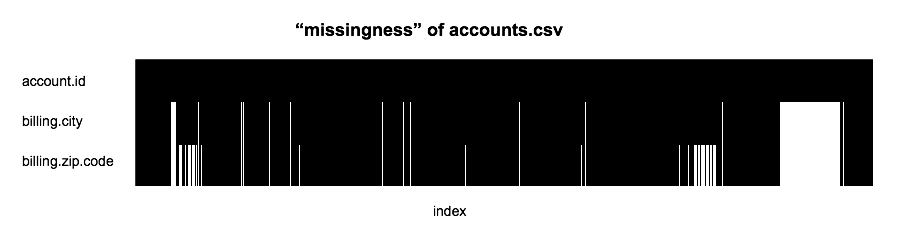 “missingness” of accounts.csv
account.id
billing.city
billing.zip.code
index